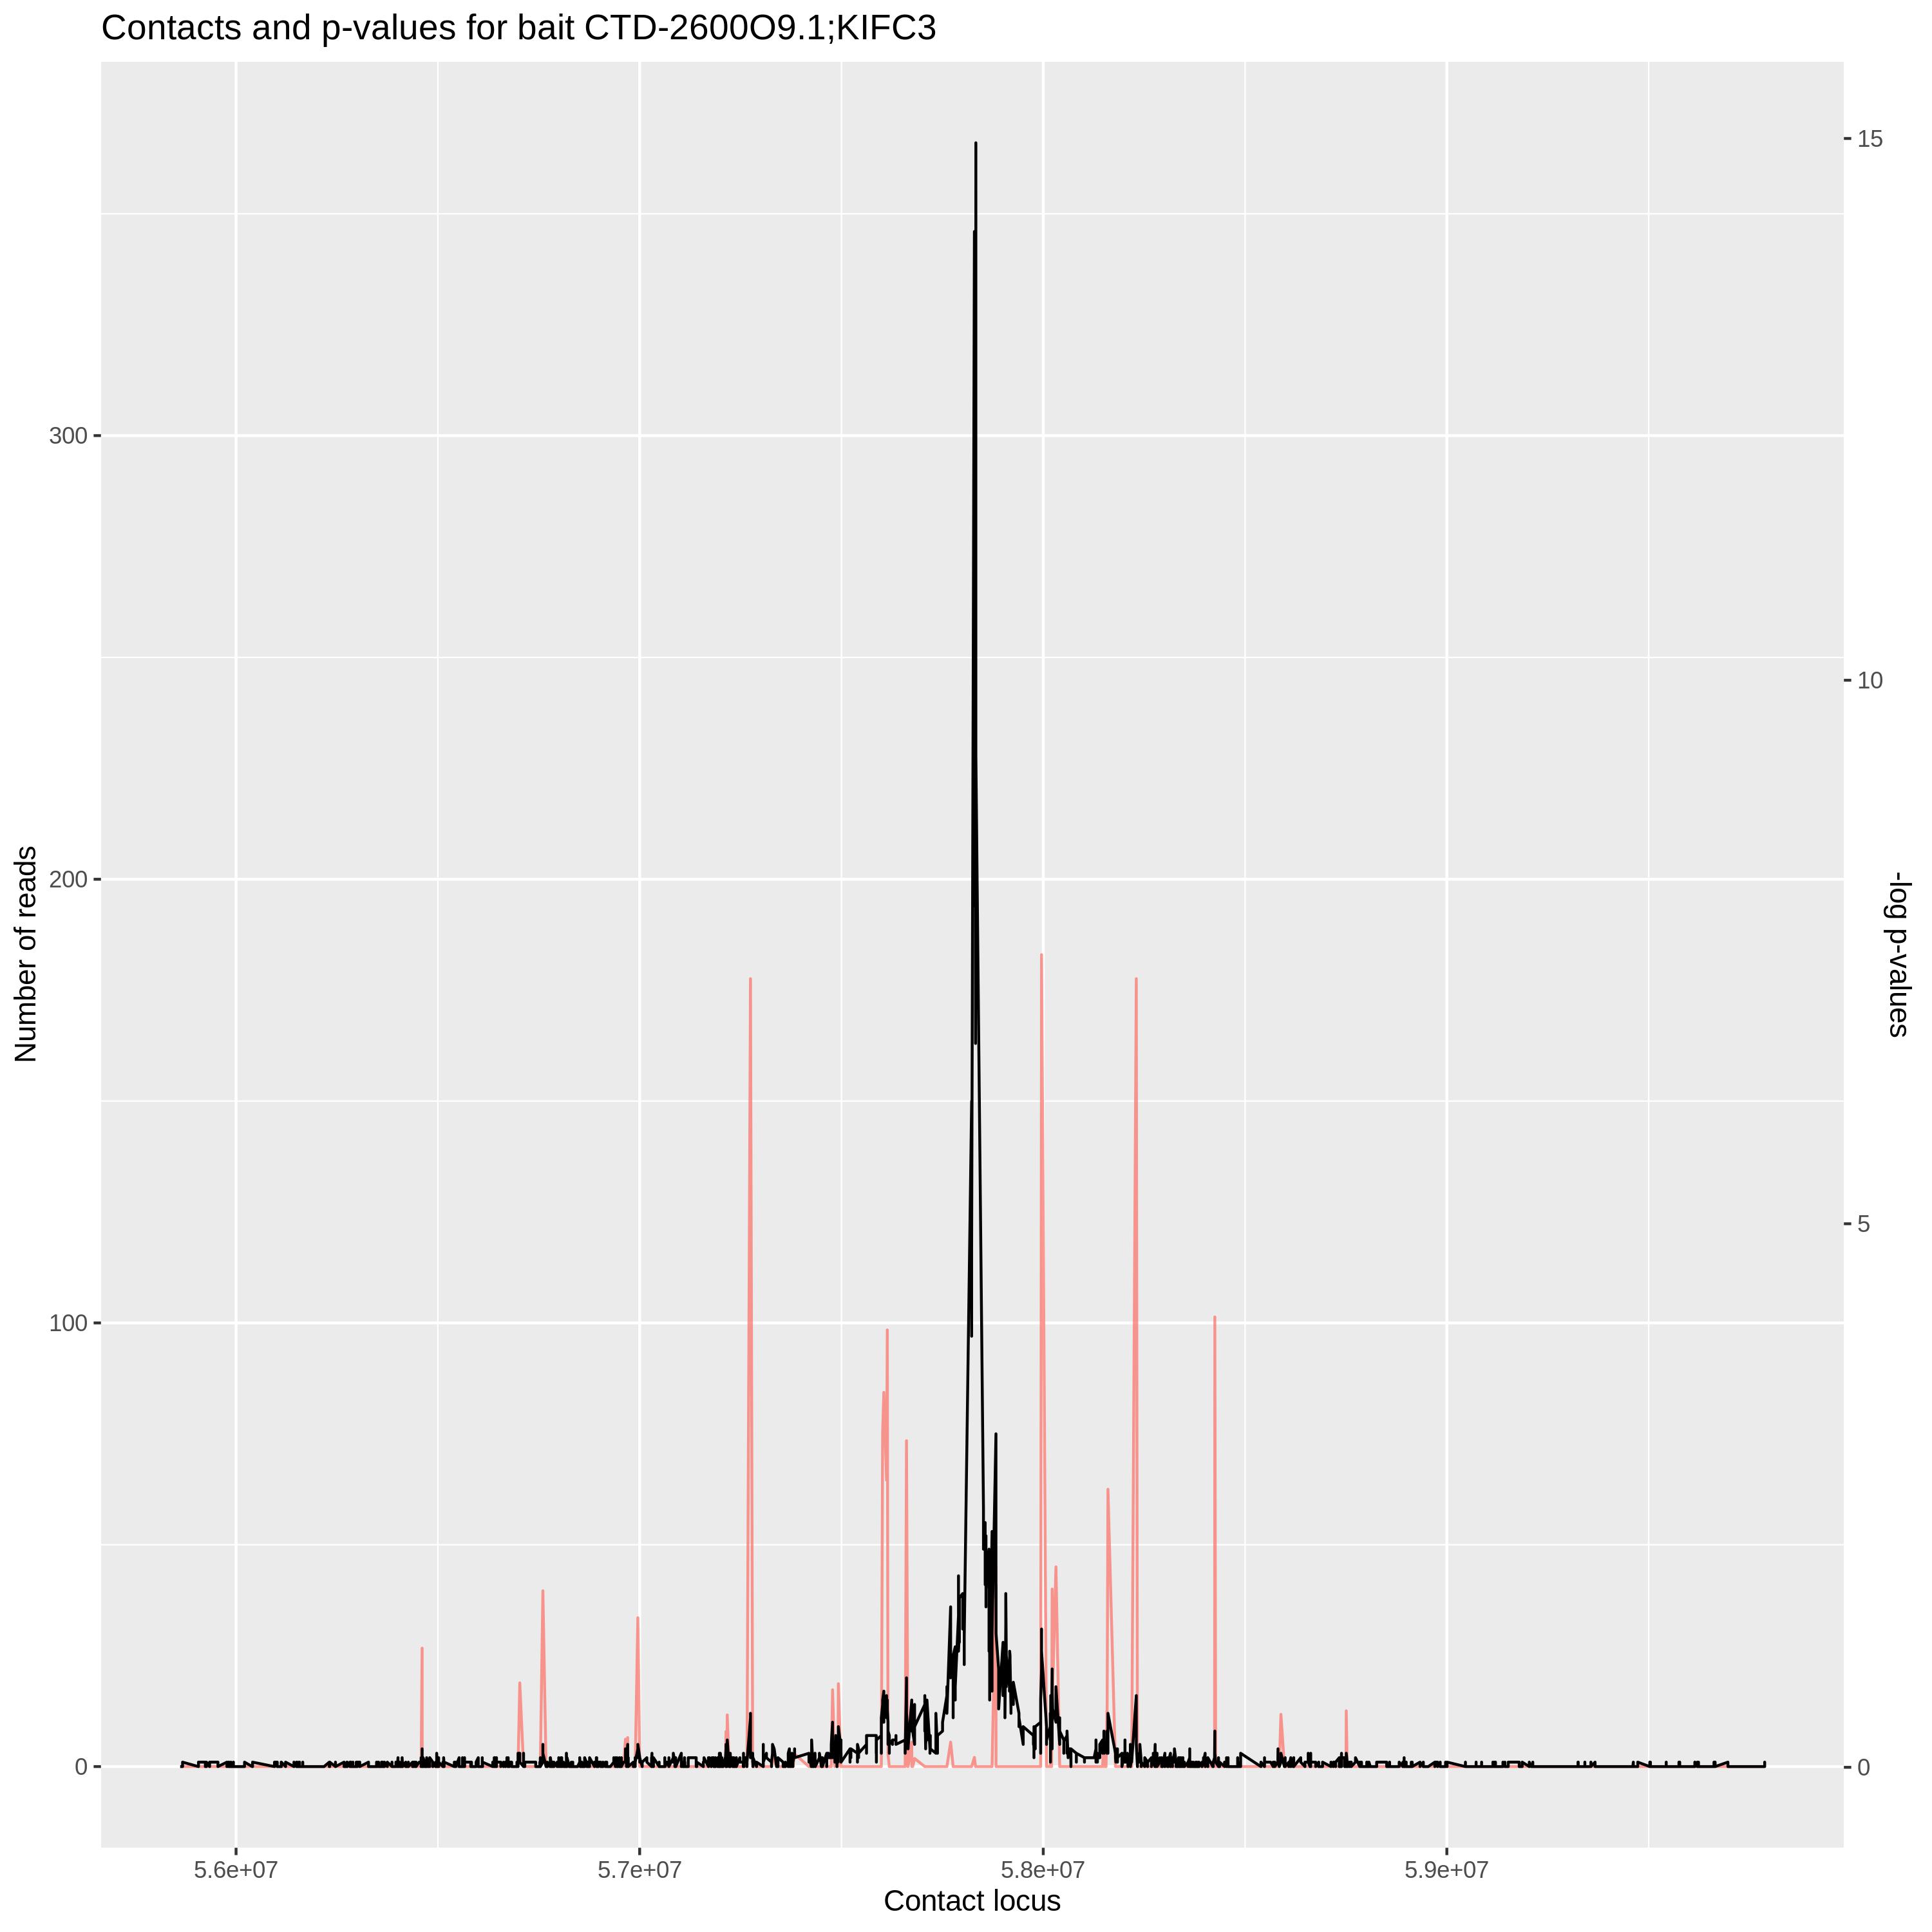 Contacts and p-values for bait CTD-2600O9.1;KIFC3
Number of reads
300
200
100
0
15
10
5
0
-log p-values
5.6e+07
5.7e+07
5.8e+07
5.9e+07
Contact locus